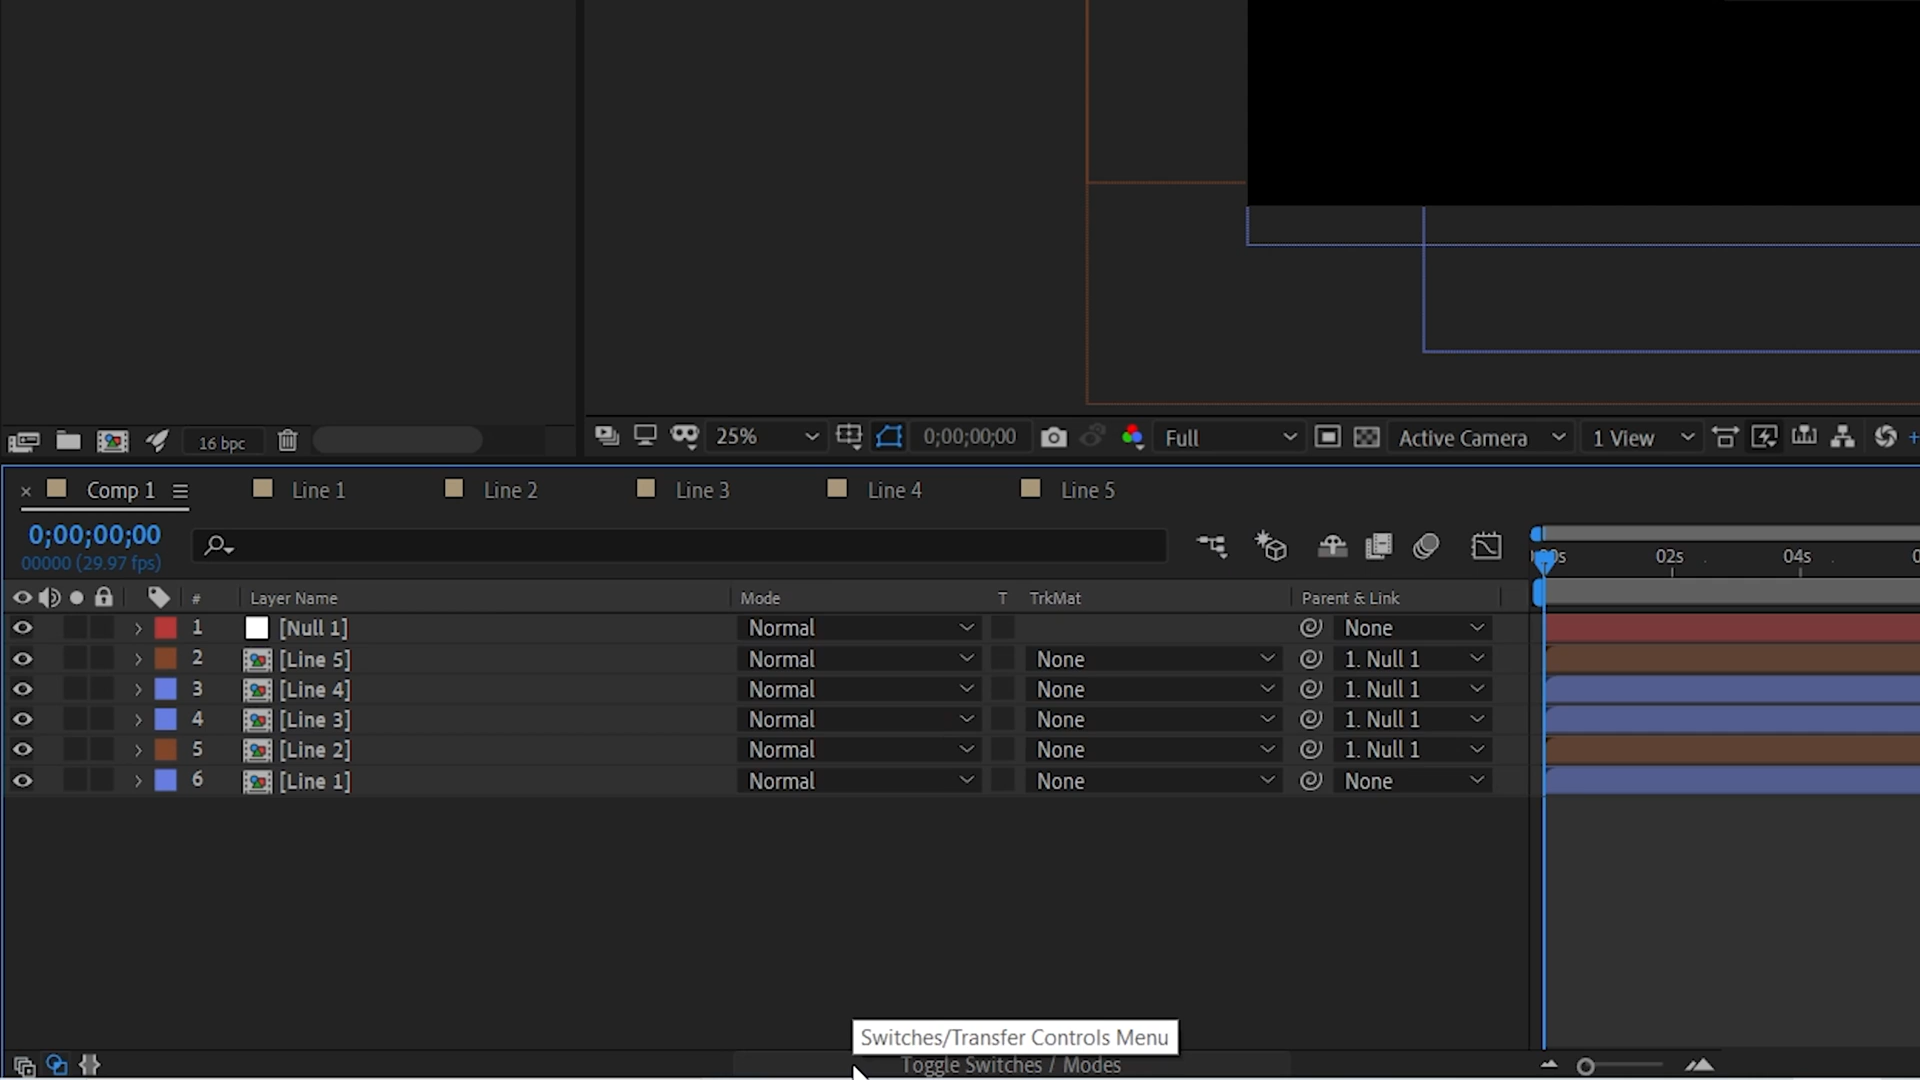 16 bpc
25%
0;00;00;00
Full
Active Camera
1 View
Comp 1
Line 1
Line 2
Line 3
Line 4
Line 5
0;00;00;00
00000 (29.97 fps)
02s
04s
#
Layer Name
Mode
T
TrkMat
Parent & Link
1 [Null 1] Normal None
2 [Line 5] Normal None 1. Null 1
3 [Line 4] Normal None 1. Null 1
4 [Line 3] Normal None 1. Null 1
5 [Line 2] Normal None 1. Null 1
6 [Line 1] Normal None None
Switches/Transfer Controls Menu
Toggle Switches / Modes